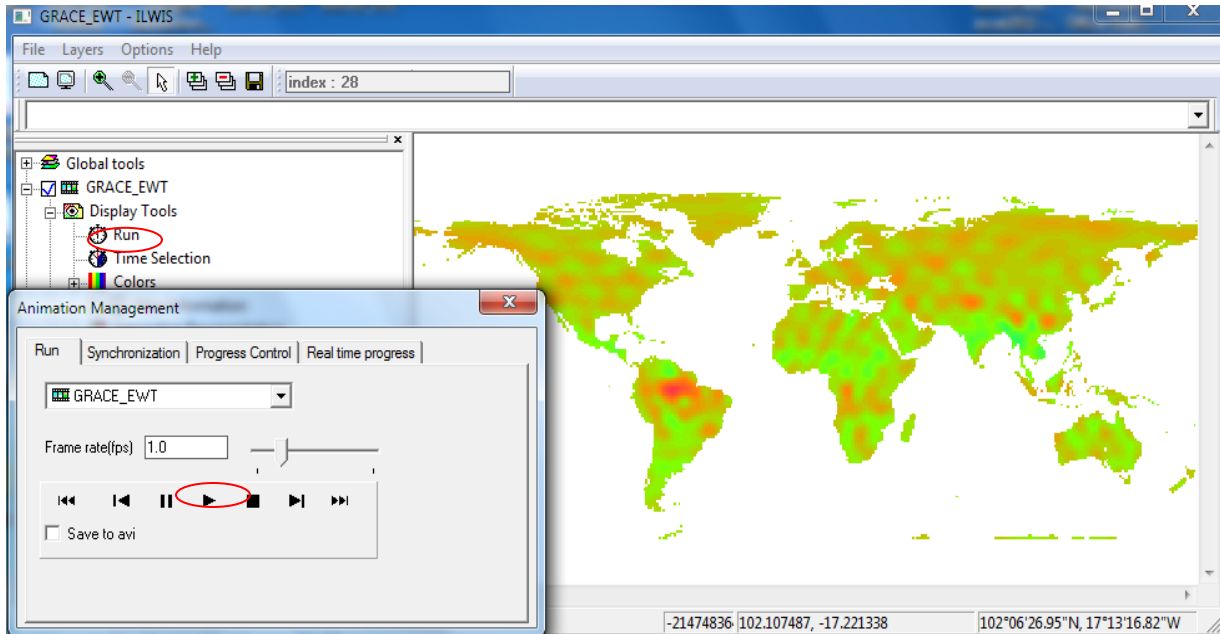 GRACE_EWT - ILWIS
File Layers Options Help
index : 28
Global tools
GRACE_EWT
Display Tools
Run
Time Selection
Colors
Animation Management
Run Synchronization Progress Control Real time progress
GRACE_EWT
Frame rate(fps) 1.0
Save to avi
-21474836 102.107487, -17.221338 102°06'26.95"N, 17°13'16.82"W